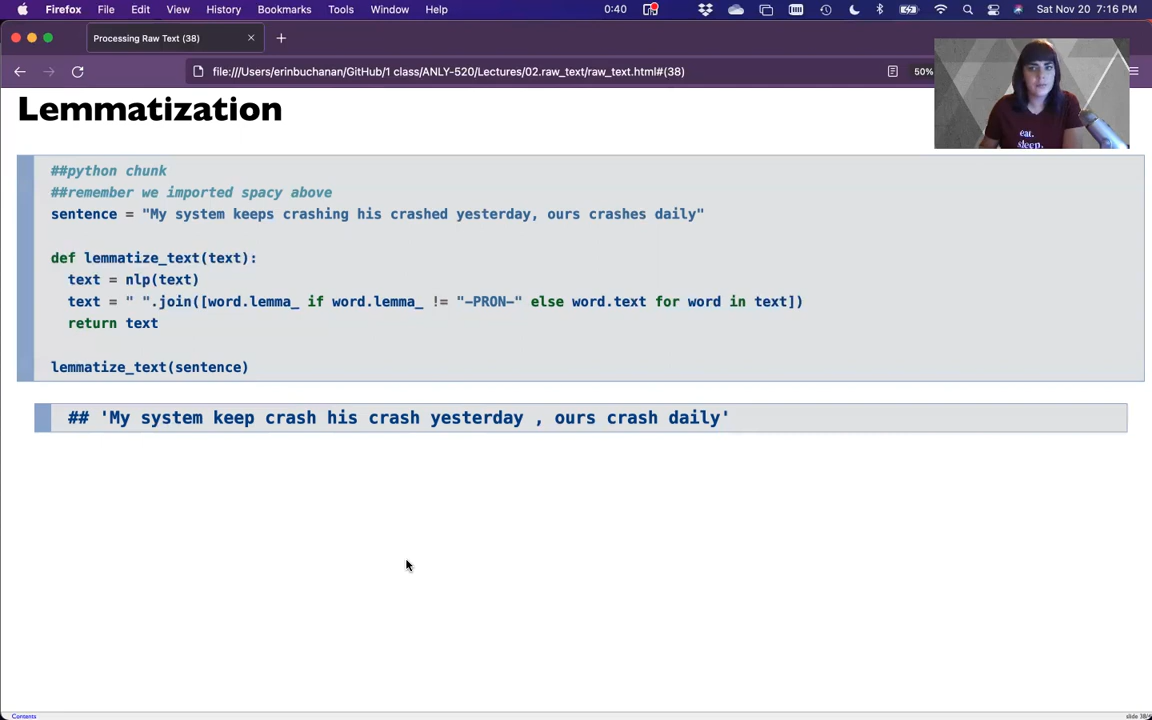 Firefox File Edit View History Bookmarks Tools Window Help 0:40 Sat Nov 20 7:16 PM
Processing Raw Text (38)
file:///Users/erinbuchanan/GitHub/1 class/ANLY-520/Lectures/02.raw_text/raw_text.html#(38) 50%
Lemmatization
eat.
sleep.
##python chunk
##remember we imported spacy above
sentence = "My system keeps crashing his crashed yesterday, ours crashes daily"
def lemmatize_text(text):
text = nlp(text)
text = " ".join([word.lemma_ if word.lemma_ != "-PRON-" else word.text for word in text])
return text
lemmatize_text(sentence)
## 'My system keep crash his crash yesterday , ours crash daily'
Contents